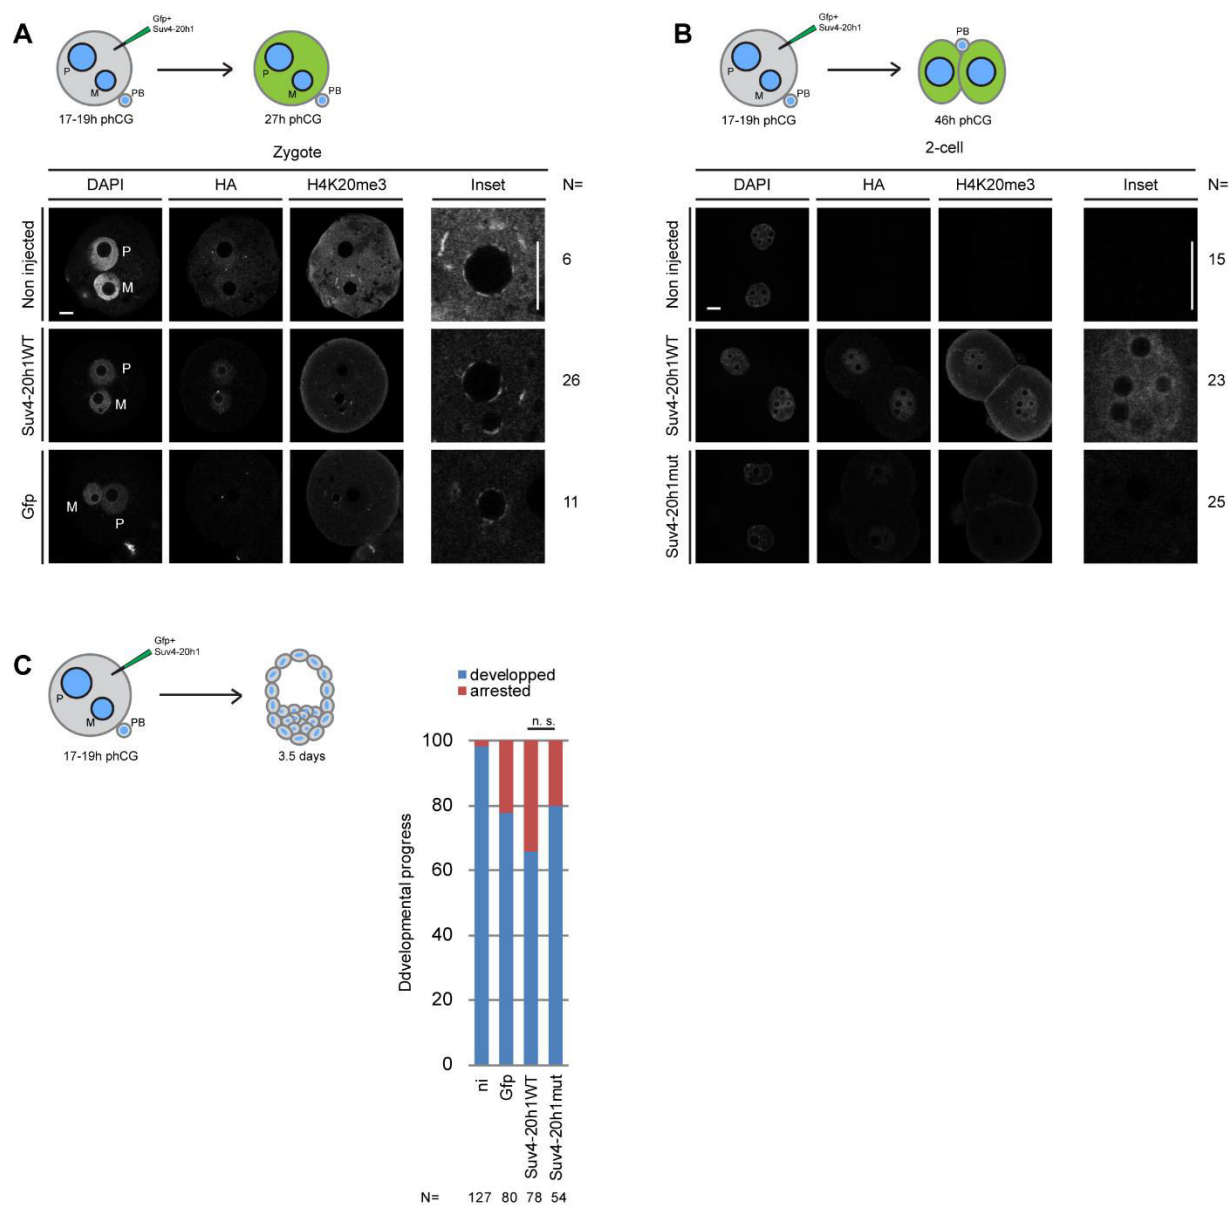 A
Gfp+
Suv4-20h1
P
M
PB
17-19h phCG
P
M
PB
27h phCG
Zygote
DAPI HA H4K20me3 Inset N=
Non injected
P
M
6
Suv4-20h1WT
P
M
26
Gfp
M
P
11
B
Gfp+
Suv4-20h1
P
M
PB
17-19h phCG
PB
46h phCG
2-cell
DAPI HA H4K20me3 Inset N=
Non injected
15
Suv4-20h1WT
23
Suv4-20h1mut
25
C
Gfp+
Suv4-20h1
P
M
PB
17-19h phCG
3.5 days
developped
arrested
n. s.
Ddvelopmental progress
100
80
60
40
20
0
ni
Gfp
Suv4-20h1WT
Suv4-20h1mut
N= 127 80 78 54